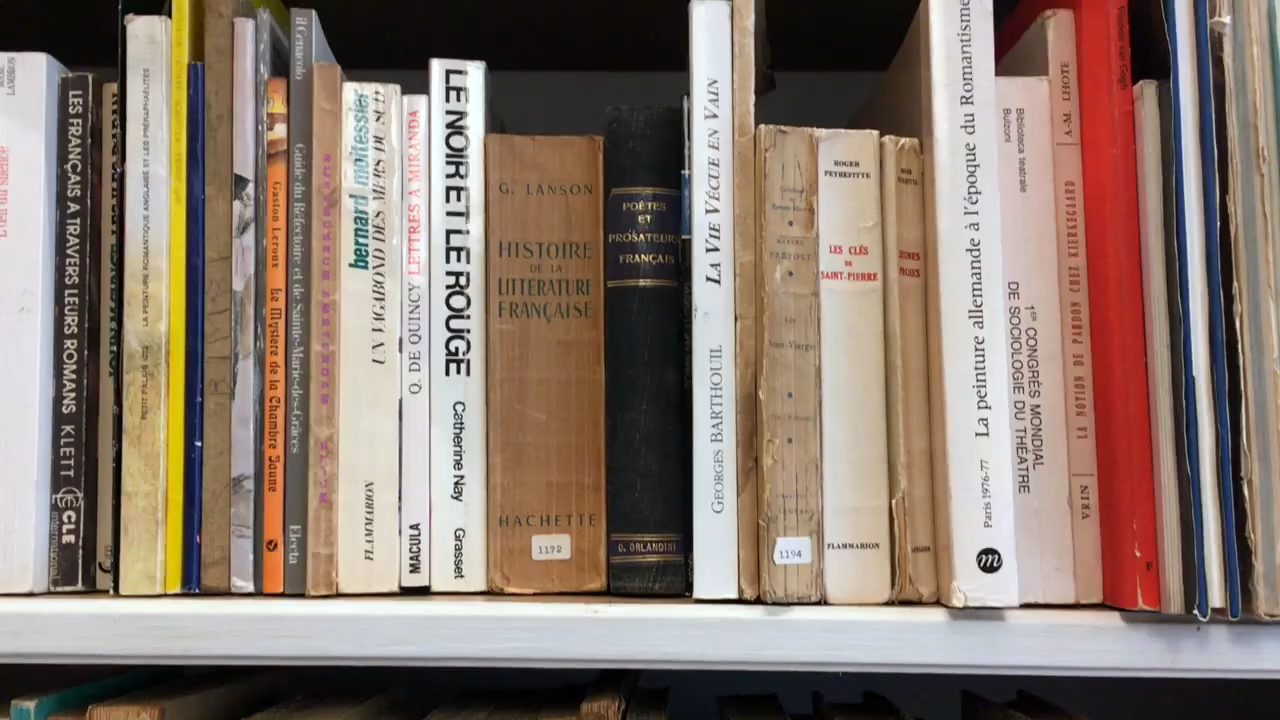 LES FRANÇAIS A TRAVERS LEURS ROMANS KLETT
CLE
international
PETIT PALAIS 1972 LA PEINTURE ROMANTIQUE ANGLAISE ET LES PRÉRAPHAÉLITES
Gaston Leroux Le Mystère de la Chambre Jaune
il Cenacolo
Guide du Réfectoire et de Sainte-Marie-des-Grâces
Electa
bernard moitessier
UN VAGABOND DES MERS DU SUD
FLAMMARION
Q. DE QUINCY LETTRES A MIRANDA
MACULA
LE NOIR ET LE ROUGE
Catherine Nay Grasset
G. LANSON
HISTOIRE
DE LA
LITTÉRATURE
FRANÇAISE
HACHETTE
1172
POÈTES
ET
PROSATEURS
FRANÇAIS
G. ORLANDINI
GEORGES BARTHOUIL LA VIE VÉCUE EN VAIN
MARCEL
PRÉVOST
Les
Demi-Vierges
1194
ROGER
PEYREFITTE
LES CLÉS
DE
SAINT-PIERRE
FLAMMARION
JEUNES
PROIES
Paris 1976-77 La peinture allemande à l'époque du Romantisme
m
Biblioteca teatrale
Bulzoni
1ER CONGRÈS MONDIAL
DE SOCIOLOGIE DU THÉÂTRE
VRIN LA NOTION DE PARDON CHEZ KIERKEGAARD A.-M. LHOTE